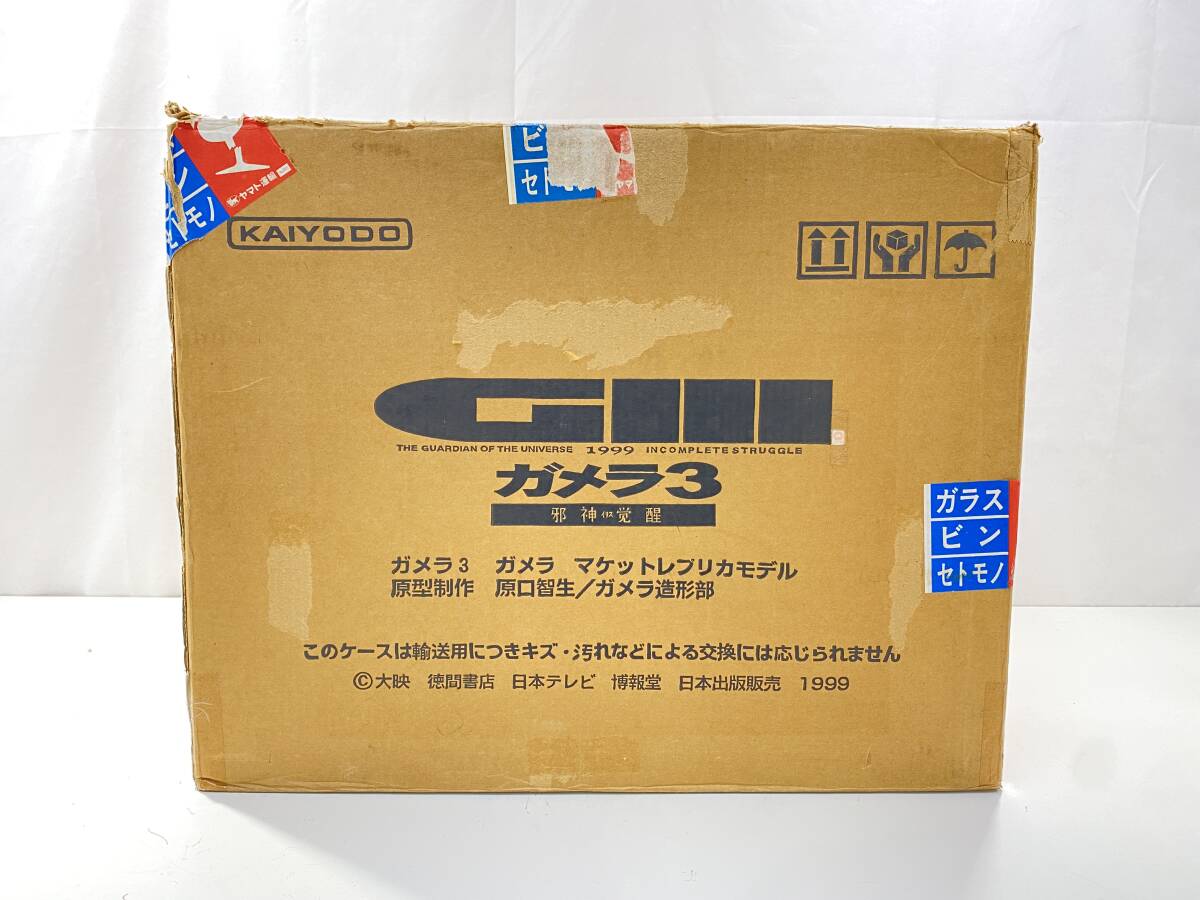 ビン
セトモノ
ヤマト運輸
ビ
セト
KAIYODO
GIII
THE GUARDIAN OF THE UNIVERSE 1999 INCOMPLETE STRUGGLE
ガメラ3
邪神イリス覚醒
ガラス
ビン
セトモノ
ガメラ3 ガメラ マケットレプリカモデル
原型制作 原口智生/ガメラ造形部
このケースは輸送用につきキズ・汚れなどによる交換には応じられません
©大映 徳間書店 日本テレビ 博報堂 日本出版販売 1999